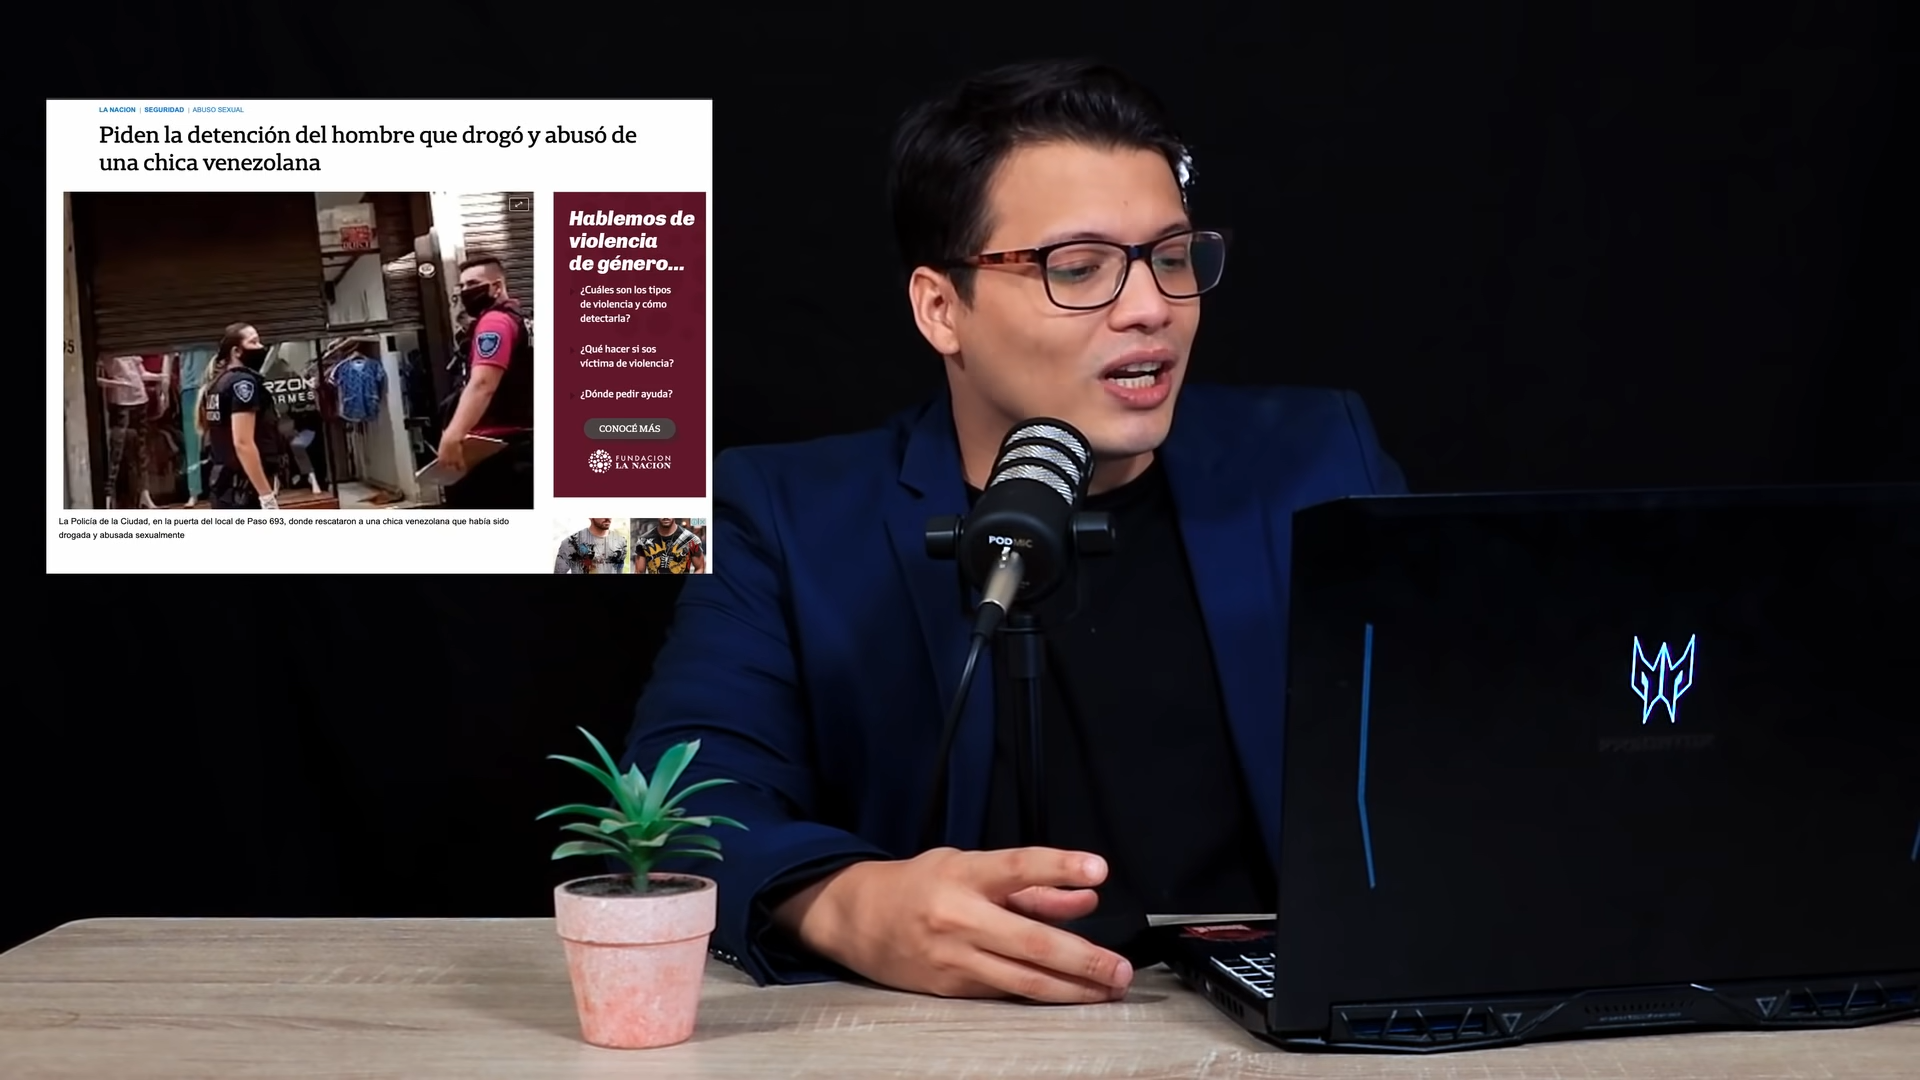 LA NACION | SEGURIDAD | ABUSO SEXUAL
Piden la detención del hombre que drogó y abusó de
una chica venezolana
Hablemos de
violencia
de género...
¿Cuáles son los tipos
de violencia y cómo
detectarla?
¿Qué hacer si sos
víctima de violencia?
¿Dónde pedir ayuda?
CONOCÉ MÁS
FUNDACION
LA NACION
La Policía de la Ciudad, en la puerta del local de Paso 693, donde rescataron a una chica venezolana que había sido
drogada y abusada sexualmente
PODMIC